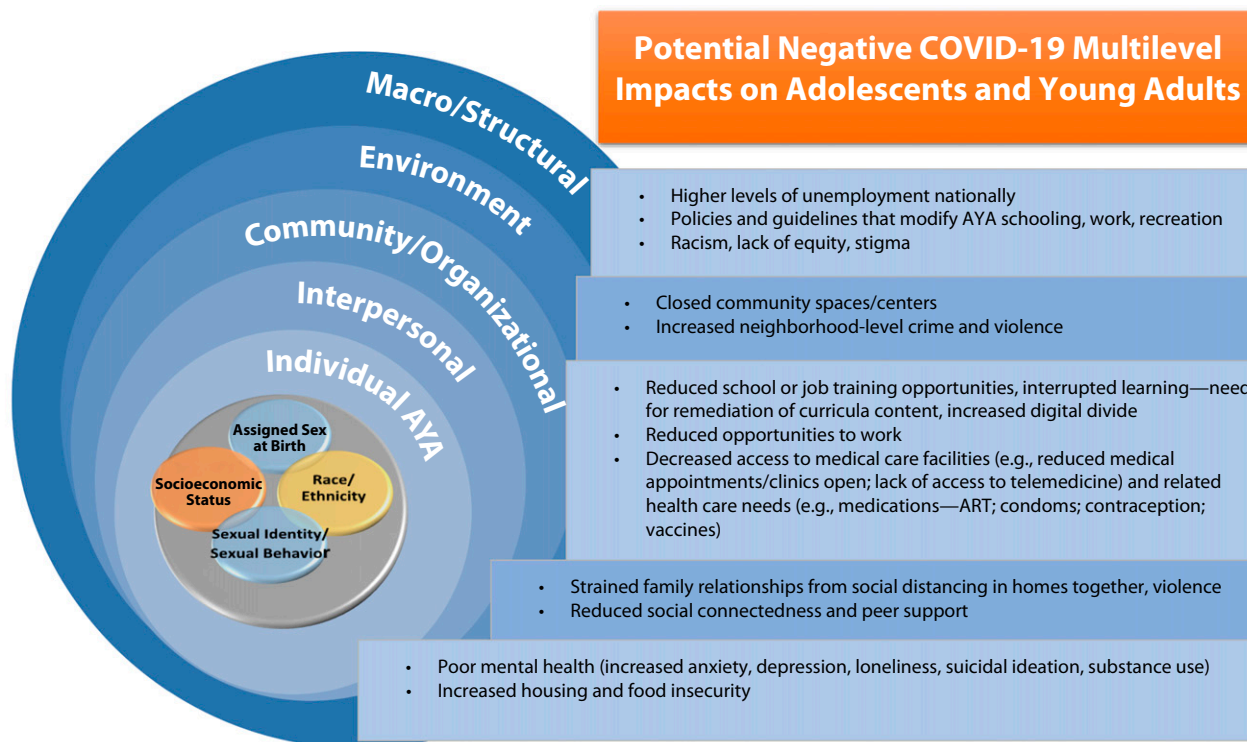 Potential Negative COVID-19 Multilevel
Impacts on Adolescents and Young Adults
Macro/Structural
Environment
Community/Organizational
Interpersonal
Individual AYA
Assigned Sex
at Birth
Socioeconomic
Status
Race/
Ethnicity
Sexual Identity/
Sexual Behavior
• Higher levels of unemployment nationally
• Policies and guidelines that modify AYA schooling, work, recreation
• Racism, lack of equity, stigma
• Closed community spaces/centers
• Increased neighborhood-level crime and violence
• Reduced school or job training opportunities, interrupted learning—need
for remediation of curricula content, increased digital divide
• Reduced opportunities to work
• Decreased access to medical care facilities (e.g., reduced medical
appointments/clinics open; lack of access to telemedicine) and related
health care needs (e.g., medications—ART; condoms; contraception;
vaccines)
• Strained family relationships from social distancing in homes together, violence
• Reduced social connectedness and peer support
• Poor mental health (increased anxiety, depression, loneliness, suicidal ideation, substance use)
• Increased housing and food insecurity